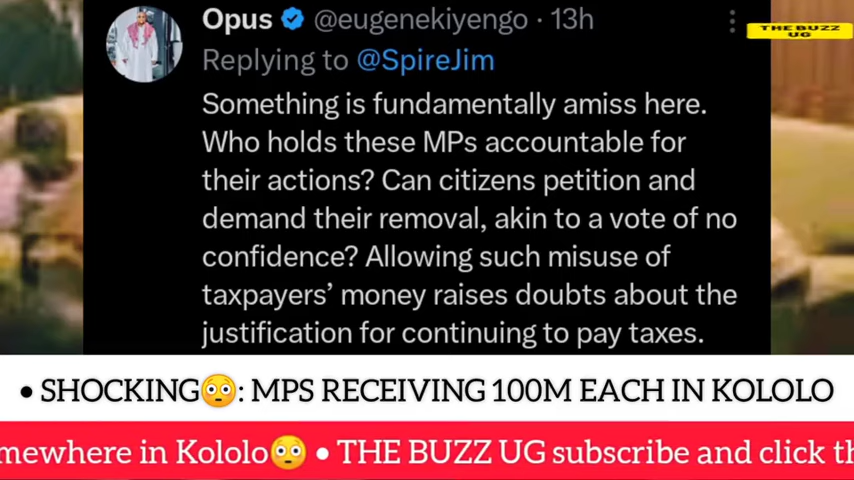 Opus @eugenekiyengo · 13h
THE BUZZ
UG
Replying to @SpireJim
Something is fundamentally amiss here.
Who holds these MPs accountable for
their actions? Can citizens petition and
demand their removal, akin to a vote of no
confidence? Allowing such misuse of
taxpayers’ money raises doubts about the
justification for continuing to pay taxes.
• SHOCKING😳: MPS RECEIVING 100M EACH IN KOLOLO
mewhere in Kololo😳 • THE BUZZ UG subscribe and click th